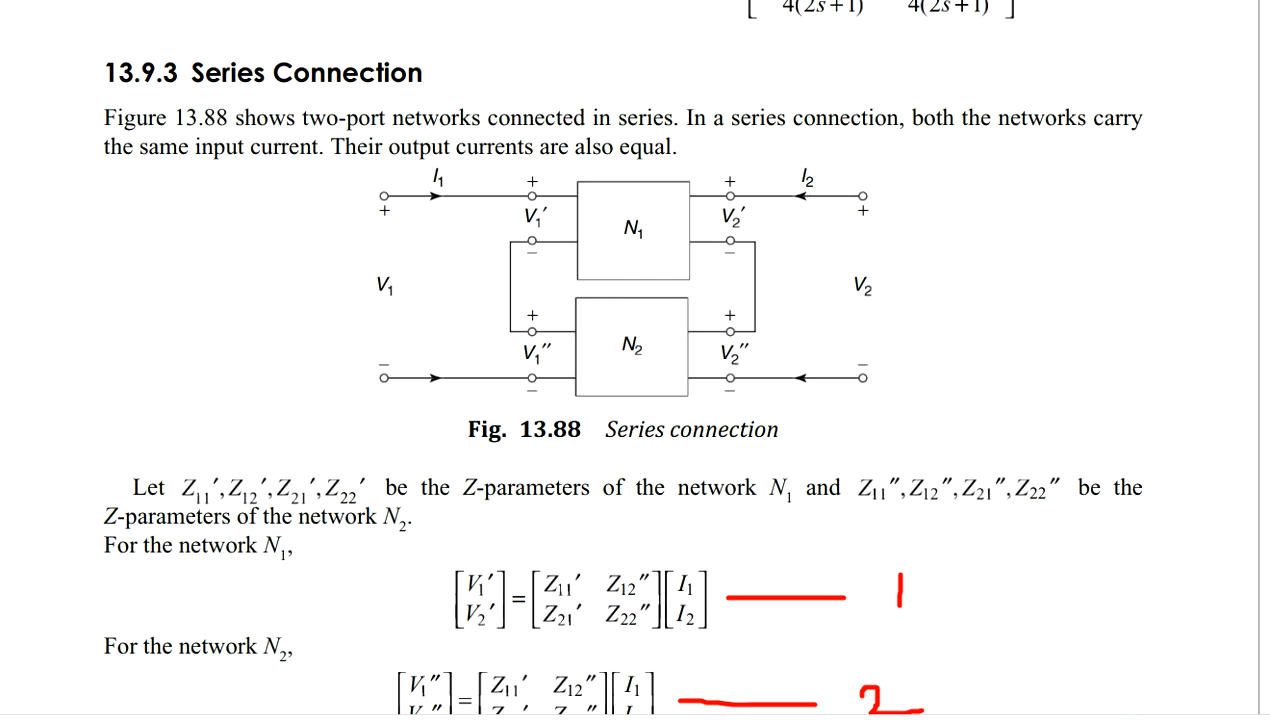 4(2s+1) 4(2s+1)
13.9.3 Series Connection
Figure 13.88 shows two-port networks connected in series. In a series connection, both the networks carry
the same input current. Their output currents are also equal.
I₁ + + I₂
+ V₁′ N₁ V₂′ +
− −
V₁ V₂
+ +
V₁″ N₂ V₂″
− −
− −
Fig. 13.88 Series connection
Let Z₁₁′, Z₁₂′, Z₂₁′, Z₂₂′ be the Z-parameters of the network N₁ and Z₁₁″, Z₁₂″, Z₂₁″, Z₂₂″ be the
Z-parameters of the network N₂.
For the network N₁,
[V₁′] = [Z₁₁′ Z₁₂″][I₁] — 1
[V₂′] [Z₂₁′ Z₂₂″][I₂]
For the network N₂,
[V₁″] = [Z₁₁′ Z₁₂″][I₁] — 2